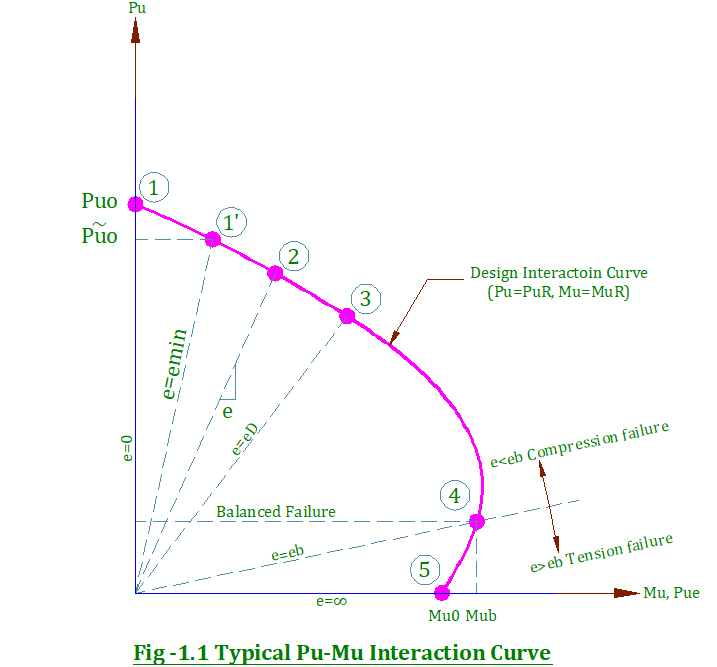 Pu
1
Puo
~
Puo
1'
2
3
Design Interactoin Curve
(Pu=PuR, Mu=MuR)
e=emin
e
e=eD
e=0
e<eb Compression failure
4
Balanced Failure
e=eb
e>eb Tension failure
5
e=∞
Mu, Pue
Mu0 Mub
Fig -1.1 Typical Pu-Mu Interaction Curve